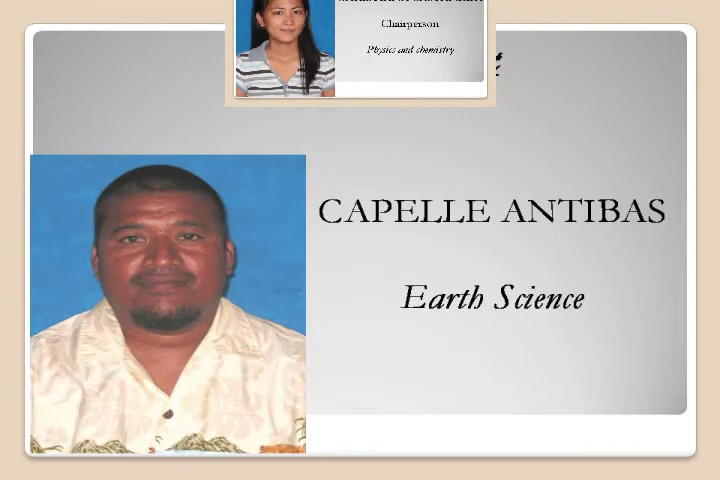 Chairperson
Physics and chemistry
CAPELLE ANTIBAS
Earth Science